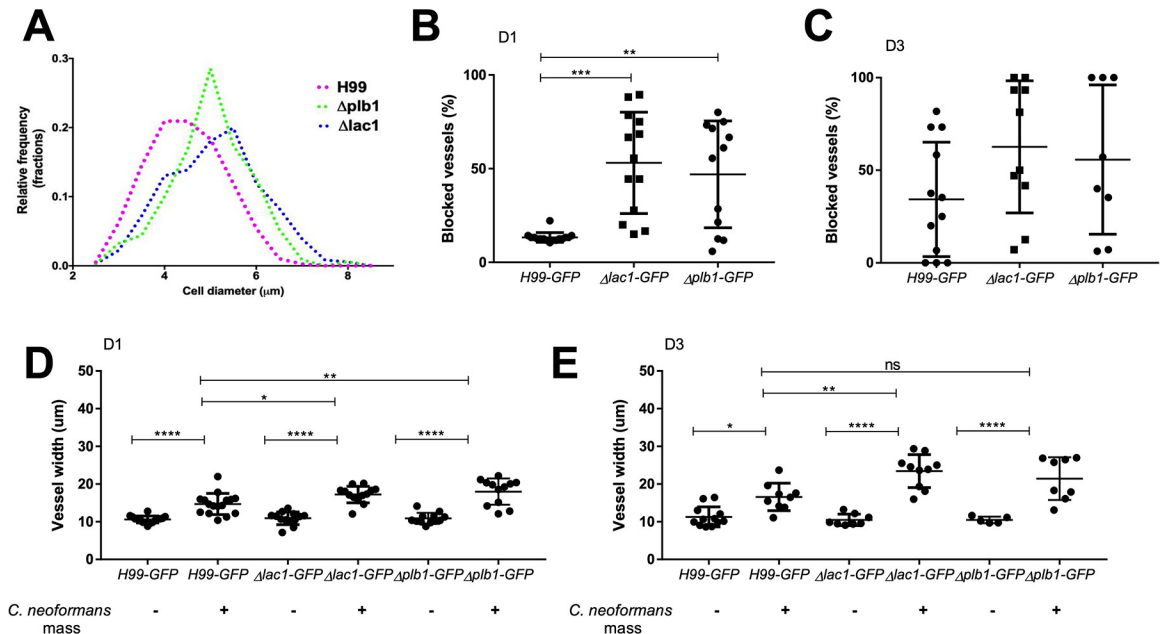 A
0.3
0.2
0.1
0.0
Relative frequency
(fractions)
H99
Δplb1
Δlac1
2 4 6 8
Cell diameter (μm)
B
D1
**
***
100
50
0
Blocked vessels (%)
H99-GFP Δlac1-GFP Δplb1-GFP
C
D3
100
50
0
Blocked vessels (%)
H99-GFP Δlac1-GFP Δplb1-GFP
D
D1
50
40
30
20
10
0
Vessel width (um)
**
*
**** **** ****
H99-GFP H99-GFP Δlac1-GFP Δlac1-GFP Δplb1-GFP Δplb1-GFP
C. neoformans - + - + - +
mass
E
D3
50
40
30
20
10
0
Vessel width (um)
ns
**
* **** ****
H99-GFP H99-GFP Δlac1-GFP Δlac1-GFP Δplb1-GFP Δplb1-GFP
C. neoformans - + - + - +
mass